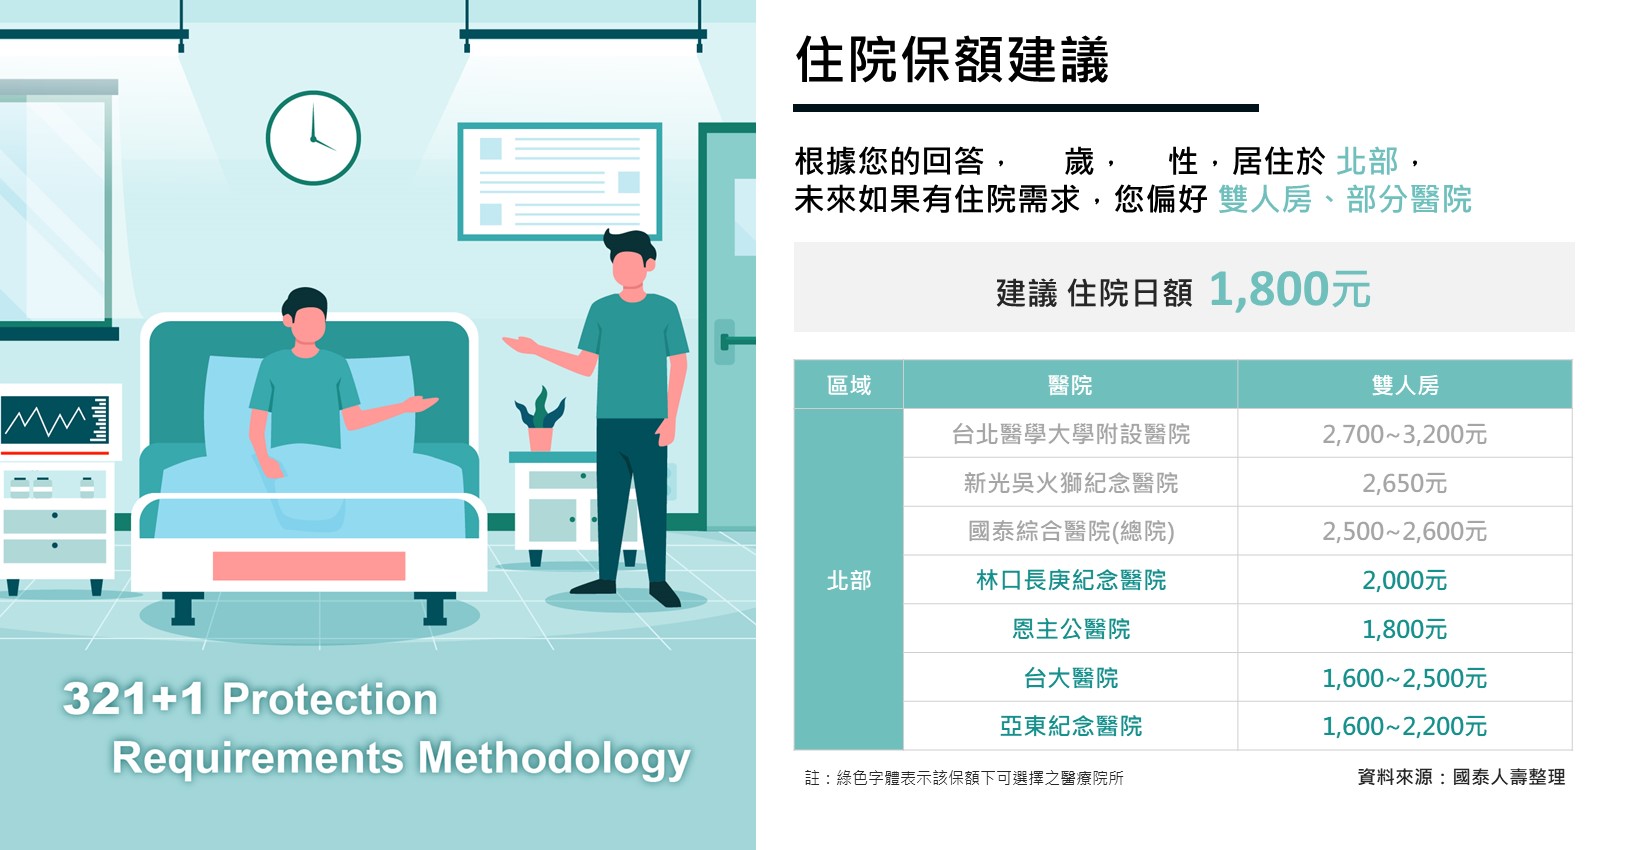 住院保額建議
根據您的回答， 歲， 性，居住於 北部，
未來如果有住院需求，您偏好 雙人房、部分醫院
建議 住院日額 1,800元
區域 醫院 雙人房
台北醫學大學附設醫院 2,700~3,200元
新光吳火獅紀念醫院 2,650元
國泰綜合醫院(總院) 2,500~2,600元
北部 林口長庚紀念醫院 2,000元
恩主公醫院 1,800元
台大醫院 1,600~2,500元
亞東紀念醫院 1,600~2,200元
註：綠色字體表示該保額下可選擇之醫療院所 資料來源：國泰人壽整理
321+1 Protection
Requirements Methodology